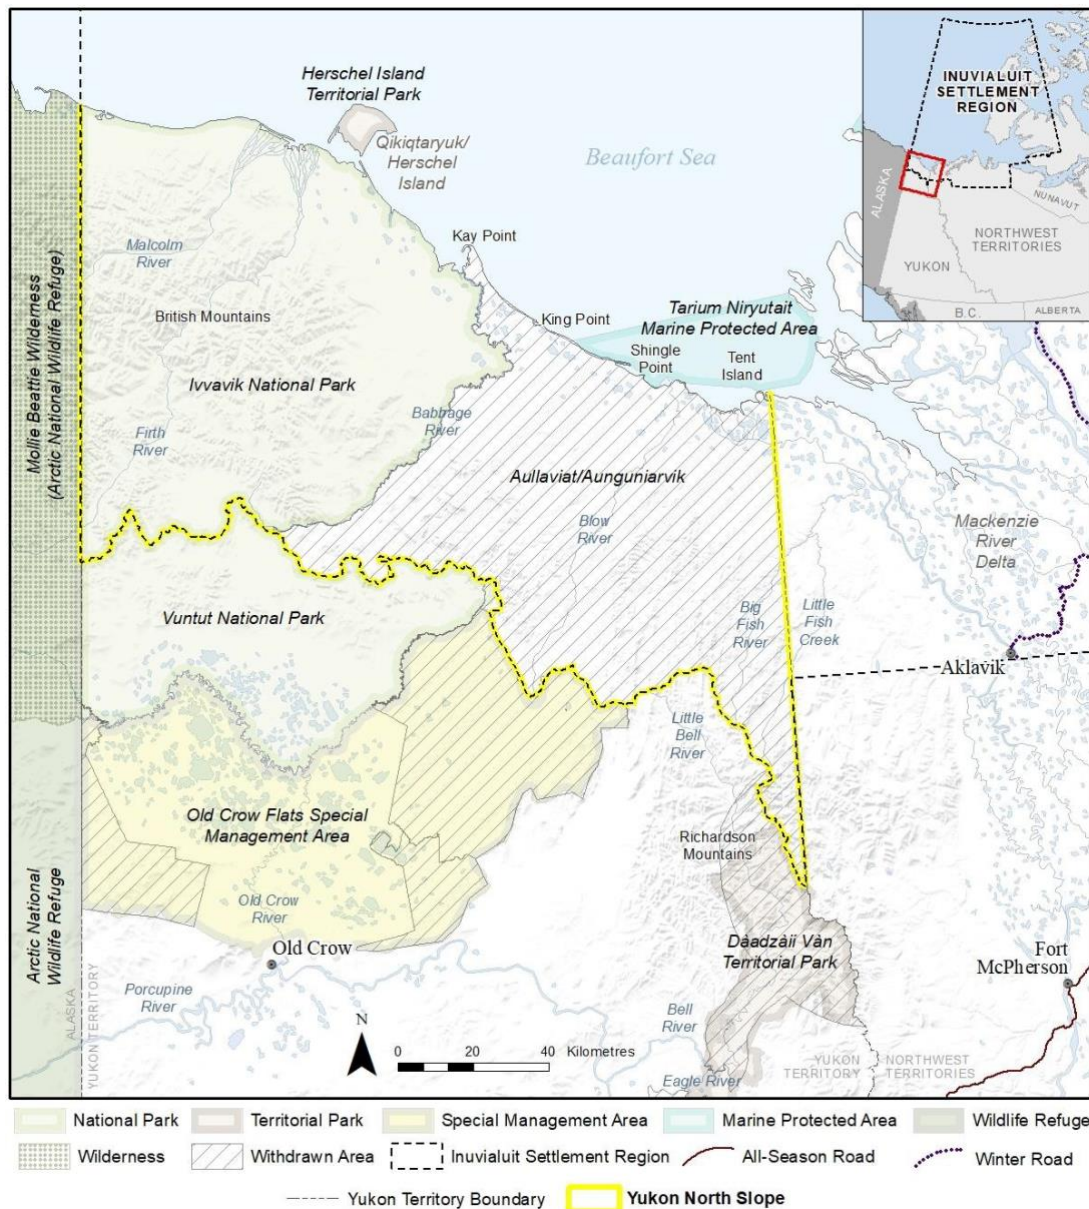 Herschel Island
Territorial Park
Qikiqtaryuk/
Herschel
Island
Beaufort Sea
INUVIALUIT
SETTLEMENT
REGION
ALASKA
NUNAVUT
NORTHWEST
TERRITORIES
YUKON
B.C.
ALBERTA
Kay Point
Malcolm
River
British Mountains
King Point
Tarium Niryutait
Marine Protected Area
Shingle
Point
Tent
Island
Mollie Beattie Wilderness
(Arctic National Wildlife Refuge)
Ivvavik National Park
Firth
River
Babbage
River
Aullaviat/Aunguniarvik
Blow
River
Mackenzie
River
Delta
Vuntut National Park
Big
Fish
River
Little
Fish
Creek
Aklavik
Little
Bell
River
Old Crow Flats Special
Management Area
Richardson
Mountains
Old Crow
River
Arctic National
Wildlife Refuge
Old Crow
Dàadzàii Vàn
Territorial Park
Fort
McPherson
Porcupine
River
ALASKA
YUKON TERRITORY
N
0 20 40 Kilometres
Bell
River
Eagle River
YUKON
TERRITORY
NORTHWEST
TERRITORIES
National Park Territorial Park Special Management Area Marine Protected Area Wildlife Refuge
Wilderness Withdrawn Area Inuvialuit Settlement Region All-Season Road Winter Road
Yukon Territory Boundary Yukon North Slope